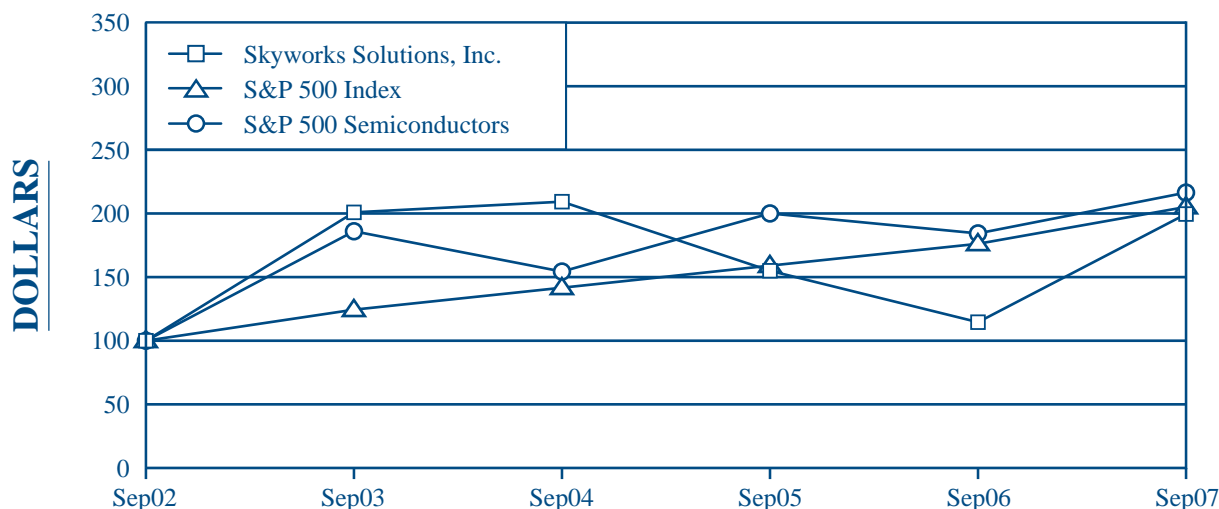 DOLLARS
350
300
250
200
150
100
50
0
Skyworks Solutions, Inc.
S&P 500 Index
S&P 500 Semiconductors
Sep02 Sep03 Sep04 Sep05 Sep06 Sep07